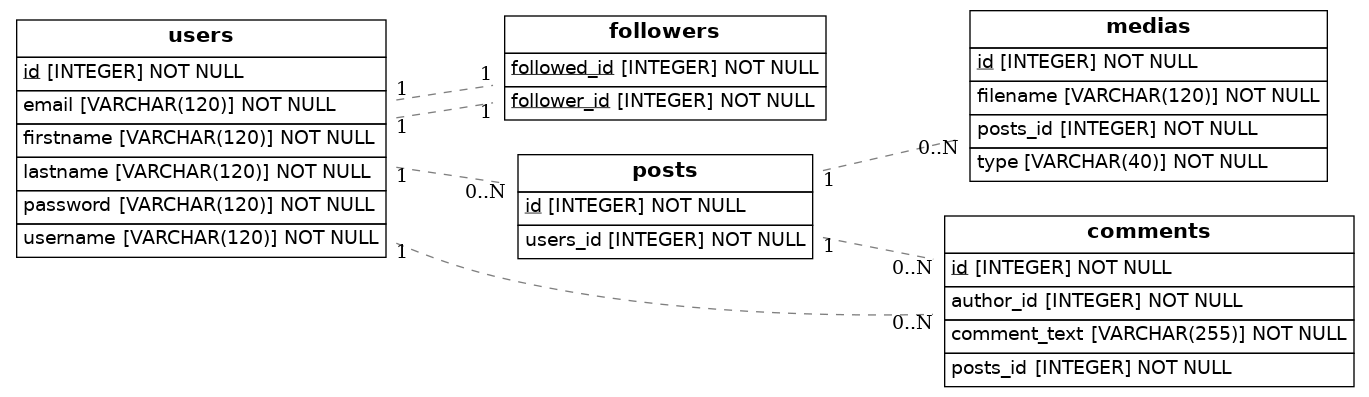 users
id [INTEGER] NOT NULL
email [VARCHAR(120)] NOT NULL
firstname [VARCHAR(120)] NOT NULL
lastname [VARCHAR(120)] NOT NULL
password [VARCHAR(120)] NOT NULL
username [VARCHAR(120)] NOT NULL
1
1
1
1
followers
followed_id [INTEGER] NOT NULL
follower_id [INTEGER] NOT NULL
1
1
0..N
posts
id [INTEGER] NOT NULL
users_id [INTEGER] NOT NULL
1
1
medias
id [INTEGER] NOT NULL
filename [VARCHAR(120)] NOT NULL
posts_id [INTEGER] NOT NULL
type [VARCHAR(40)] NOT NULL
0..N
comments
id [INTEGER] NOT NULL
author_id [INTEGER] NOT NULL
comment_text [VARCHAR(255)] NOT NULL
posts_id [INTEGER] NOT NULL
0..N
0..N